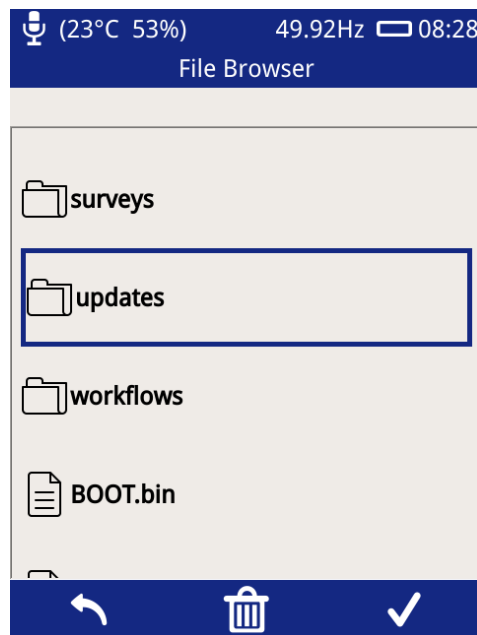 (23°C 53%) 49.92Hz 08:28
File Browser
surveys
updates
workflows
BOOT.bin